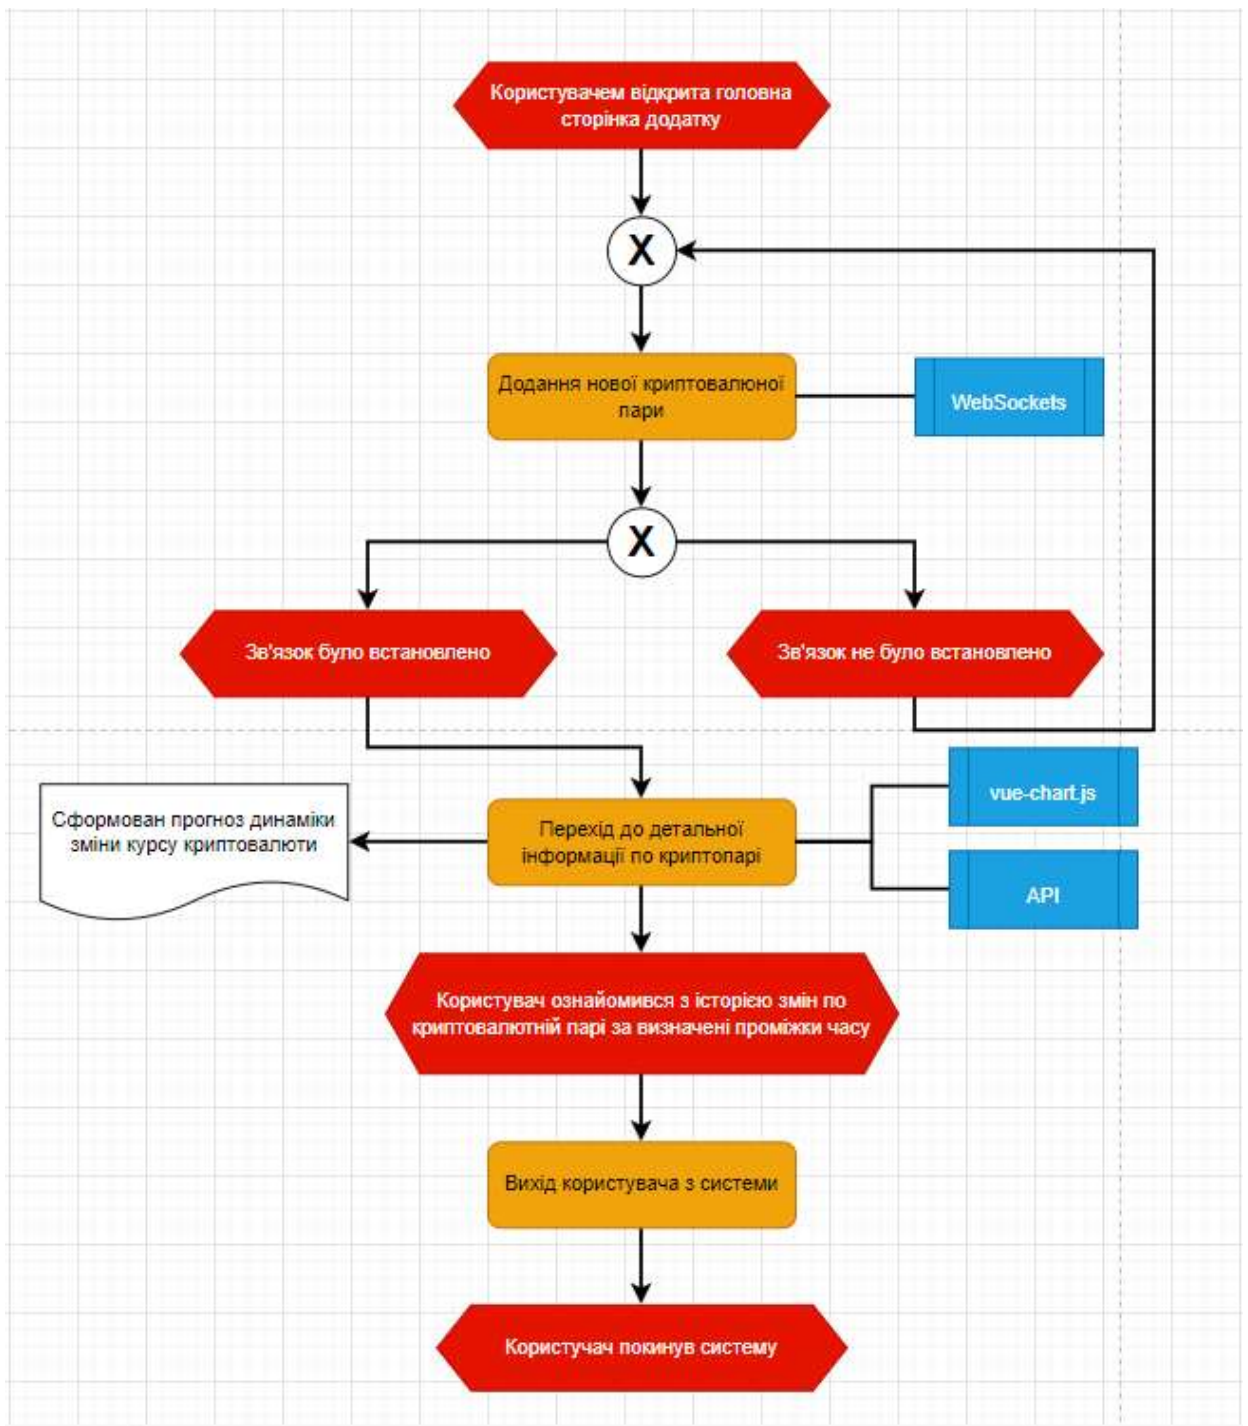 Користувачем відкрита головна
сторінка додатку
X
Додання нової криптовалюної
пари
WebSockets
X
Зв'язок було встановлено
Зв'язок не було встановлено
vue-chart.js
Сформован прогноз динаміки
зміни курсу криптовалюти
Перехід до детальної
інформації по криптопарі
API
Користувач ознайомився з історією змін по
криптовалютній парі за визначені проміжки часу
Вихід користувача з системи
Користучач покинув систему